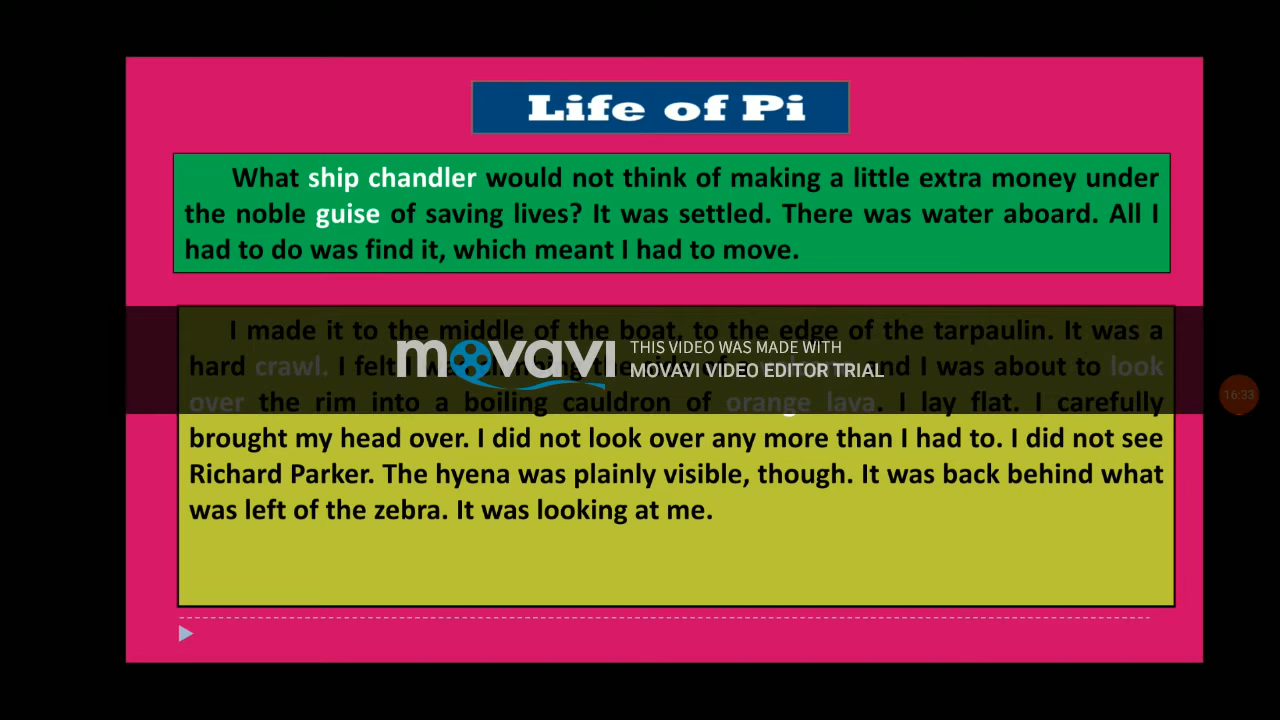 Life of Pi
What ship chandler would not think of making a little extra money under
the noble guise of saving lives? It was settled. There was water aboard. All I
had to do was find it, which meant I had to move.
I made it to the middle of the boat, to the edge of the tarpaulin. It was a
movavi THIS VIDEO WAS MADE WITH
MOVAVI VIDEO EDITOR TRIAL
hard crawl. I felt and I was about to look
over the rim into a boiling cauldron of orange lava. I lay flat. I carefully
16:33
brought my head over. I did not look over any more than I had to. I did not see
Richard Parker. The hyena was plainly visible, though. It was back behind what
was left of the zebra. It was looking at me.